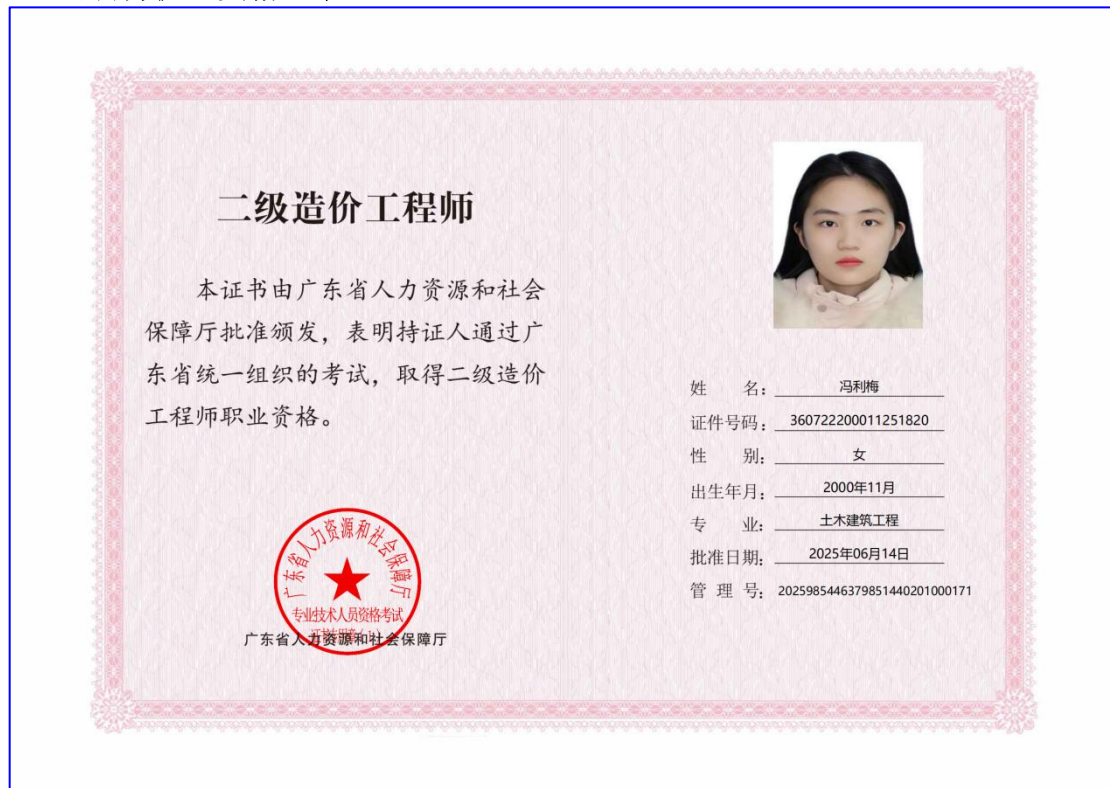 二级造价工程师
本证书由广东省人力资源和社会
保障厅批准颁发，表明持证人通过广
东省统一组织的考试，取得二级造价
工程师职业资格。
广东省人力资源和社会保障厅
专业技术人员资格考试
广东省人力资源和社会保障厅
姓 名：冯利梅
证件号码：360722200011251820
性 别：女
出生年月：2000年11月
专 业：土木建筑工程
批准日期：2025年06月14日
管 理 号：20259854463798514402010001​71